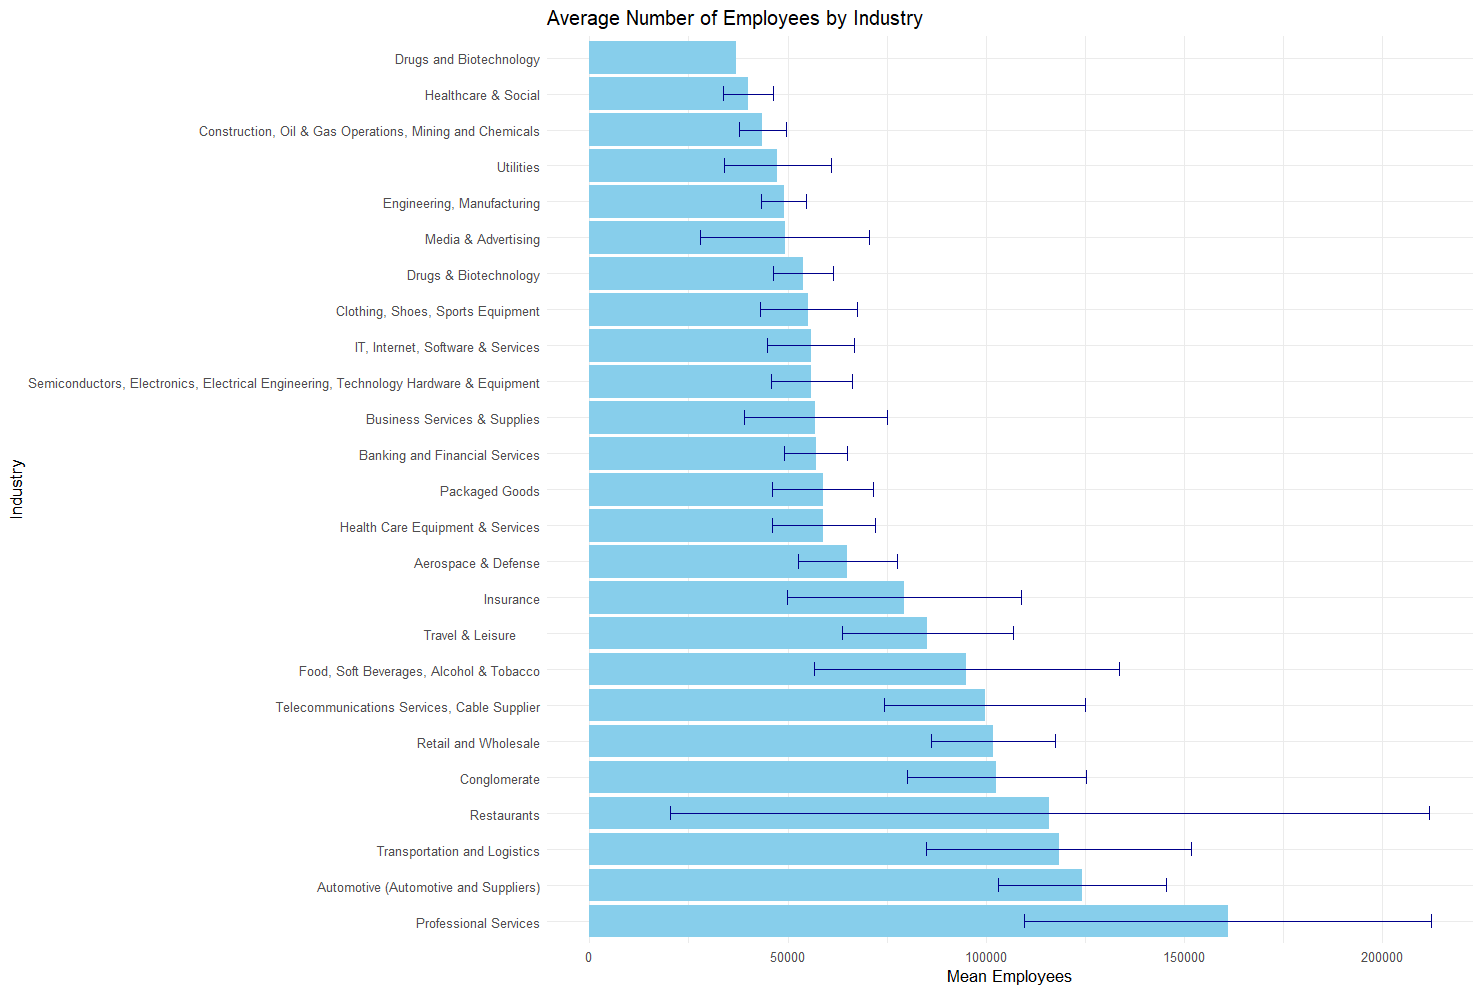 Average Number of Employees by Industry
Drugs and Biotechnology
Healthcare & Social
Construction, Oil & Gas Operations, Mining and Chemicals
Utilities
Engineering, Manufacturing
Media & Advertising
Drugs & Biotechnology
Clothing, Shoes, Sports Equipment
IT, Internet, Software & Services
Semiconductors, Electronics, Electrical Engineering, Technology Hardware & Equipment
Business Services & Supplies
Banking and Financial Services
Packaged Goods
Health Care Equipment & Services
Aerospace & Defense
Insurance
Travel & Leisure
Food, Soft Beverages, Alcohol & Tobacco
Telecommunications Services, Cable Supplier
Retail and Wholesale
Conglomerate
Restaurants
Transportation and Logistics
Automotive (Automotive and Suppliers)
Professional Services
Industry
0 50000 100000 150000 200000
Mean Employees